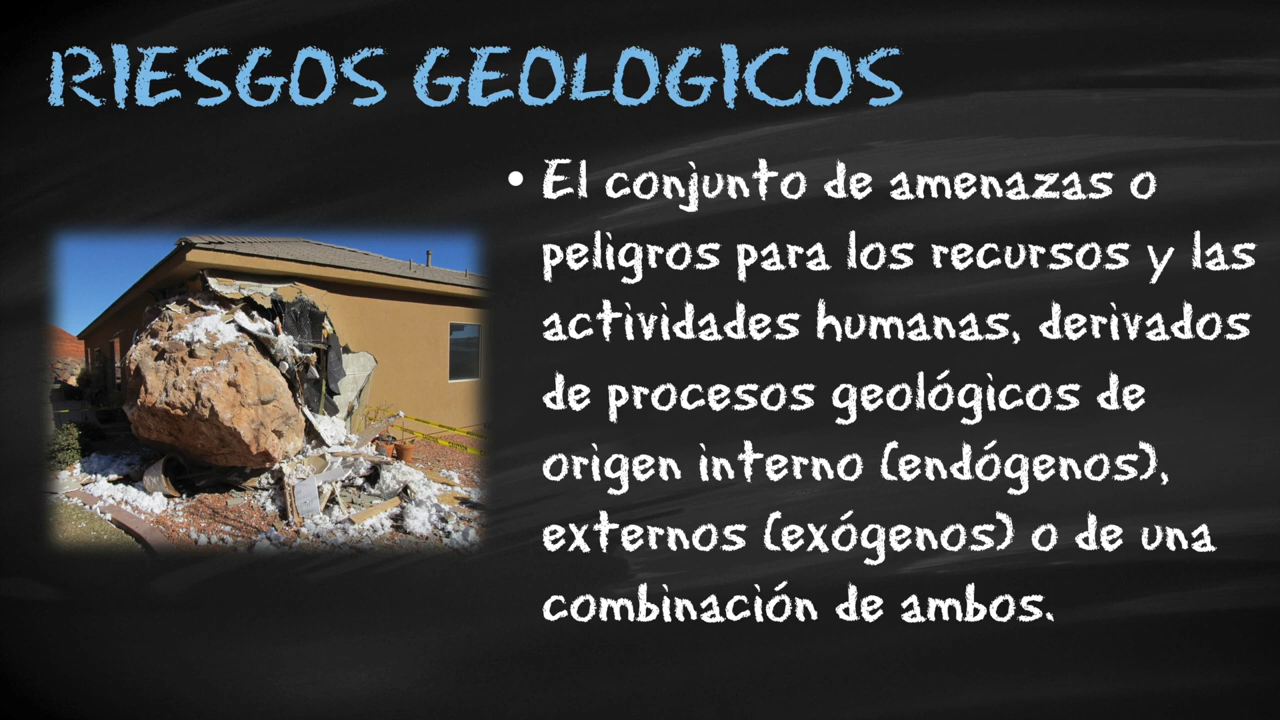 RIESGOS GEOLOGICOS
• El conjunto de amenazas o
peligros para los recursos y las
actividades humanas, derivados
de procesos geológicos de
origen interno (endógenos),
externos (exógenos) o de una
combinación de ambos.